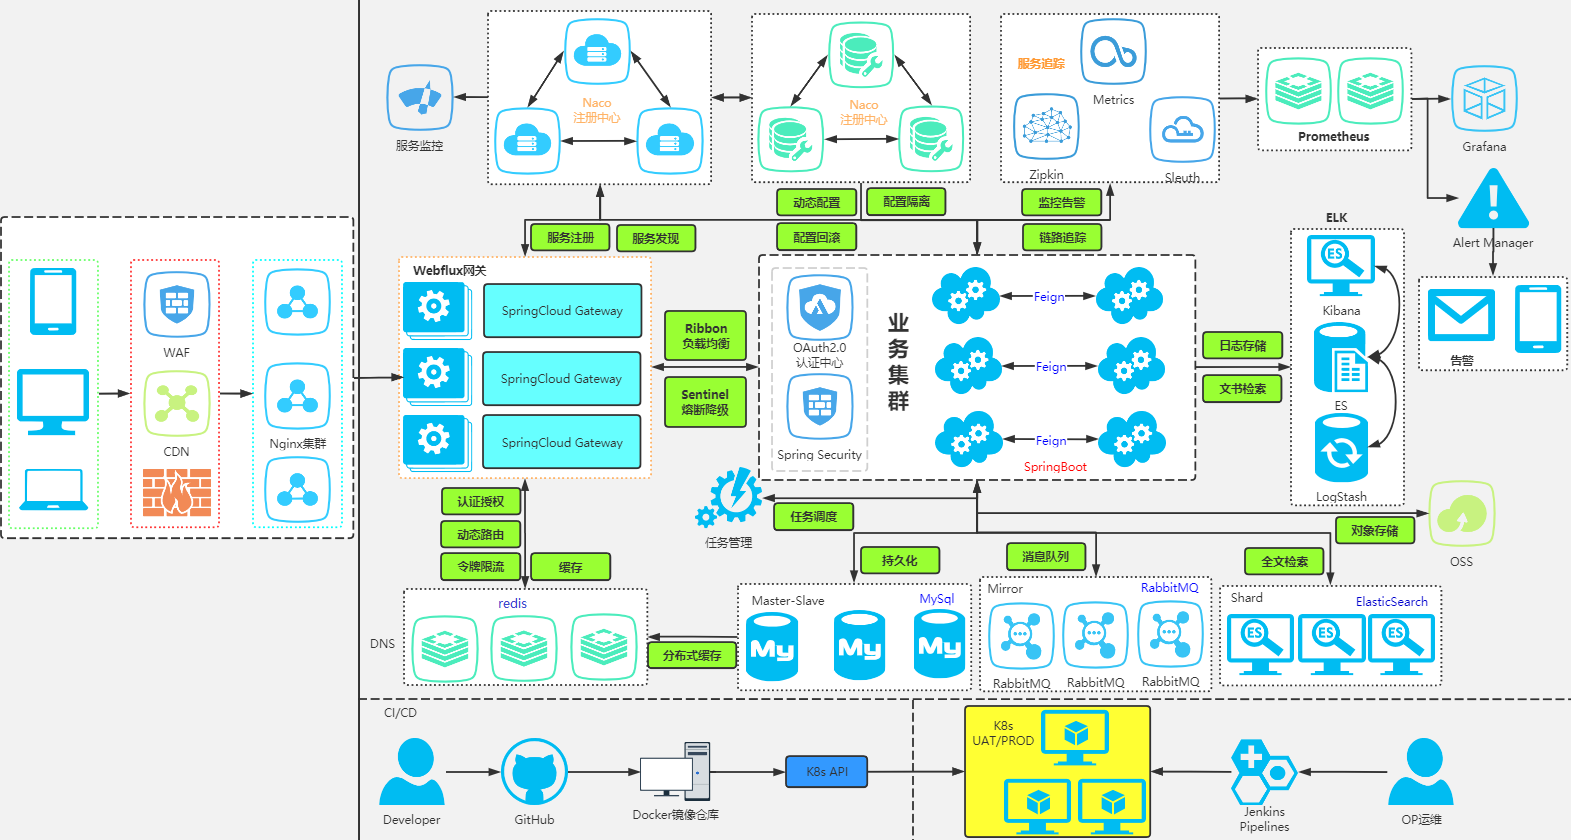 服务监控
Naco
注册中心
Naco
注册中心
服务追踪
Metrics
Zipkin
Sleuth
Prometheus
Grafana
Alert Manager
告警
动态配置
配置隔离
配置回滚
监控告警
链路追踪
服务注册
服务发现
ELK
Kibana
ES
LogStash
ES
WAF
CDN
Nginx集群
Webflux网关
SpringCloud Gateway
SpringCloud Gateway
SpringCloud Gateway
Ribbon
负载均衡
Sentinel
熔断降级
OAuth2.0
认证中心
Spring Security
业务集群
Feign
Feign
Feign
SpringBoot
日志存储
文书检索
认证授权
动态路由
令牌限流
缓存
任务管理
任务调度
持久化
消息队列
全文检索
对象存储
OSS
DNS
redis
分布式缓存
Master-Slave
MySql
My
My
My
Mirror
RabbitMQ
RabbitMQ
RabbitMQ
RabbitMQ
Shard
ElasticSearch
ES
ES
ES
CI/CD
Developer
GitHub
Docker镜像仓库
K8s API
K8s
UAT/PROD
Jenkins
Pipelines
OP运维